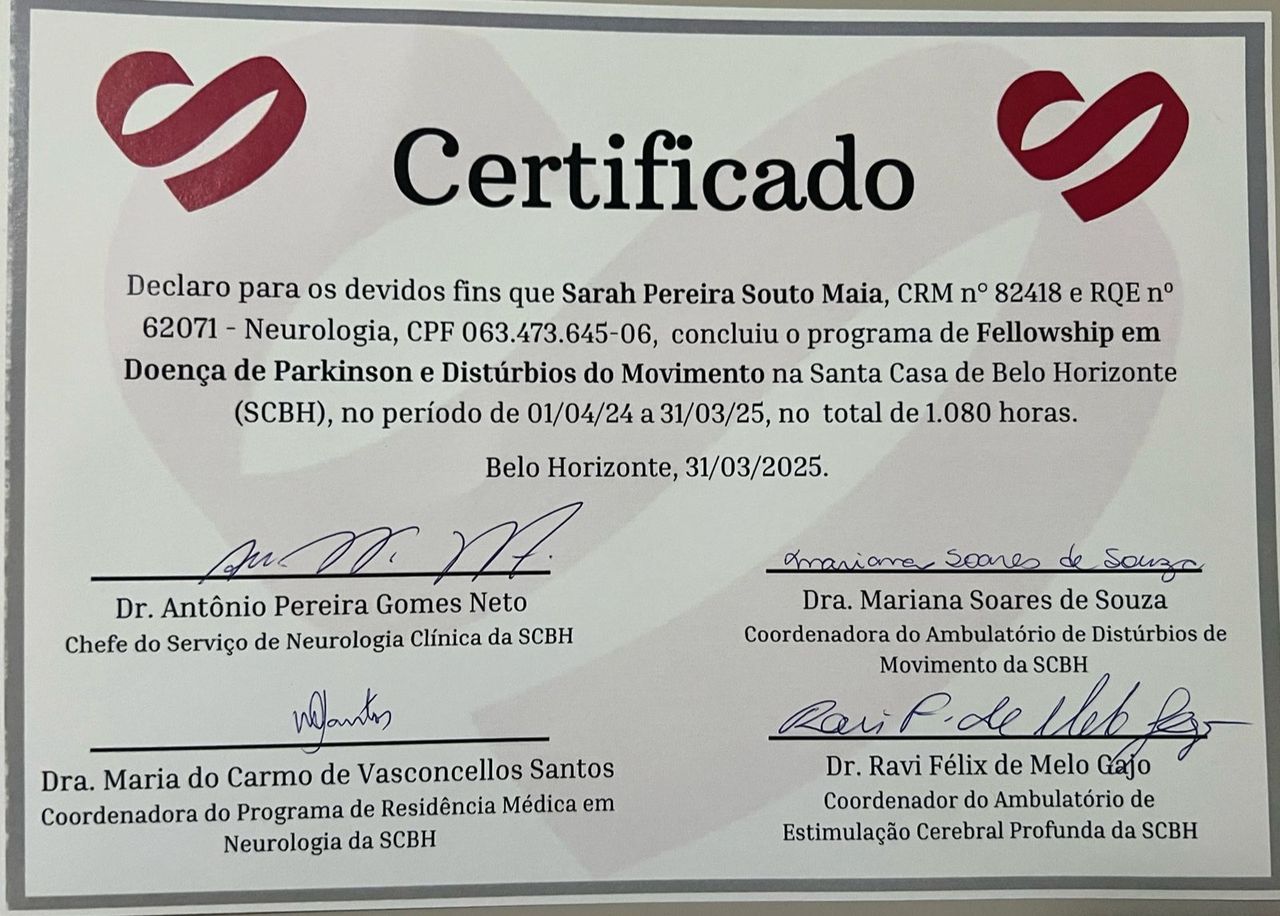 Certificado
Declaro para os devidos fins que Sarah Pereira Souto Maia, CRM nº 82418 e RQE nº
62071 - Neurologia, CPF 063.473.645-06, concluiu o programa de Fellowship em
Doença de Parkinson e Distúrbios do Movimento na Santa Casa de Belo Horizonte
(SCBH), no período de 01/04/24 a 31/03/25, no total de 1.080 horas.
Belo Horizonte, 31/03/2025.
Mariana Soares de Souza
Dr. Antônio Pereira Gomes Neto
Chefe do Serviço de Neurologia Clínica da SCBH
Dra. Mariana Soares de Souza
Coordenadora do Ambulatório de Distúrbios de
Movimento da SCBH
Ravi F. de Melo
Dra. Maria do Carmo de Vasconcellos Santos
Coordenadora do Programa de Residência Médica em
Neurologia da SCBH
Dr. Ravi Félix de Melo Gajo
Coordenador do Ambulatório de
Estimulação Cerebral Profunda da SCBH